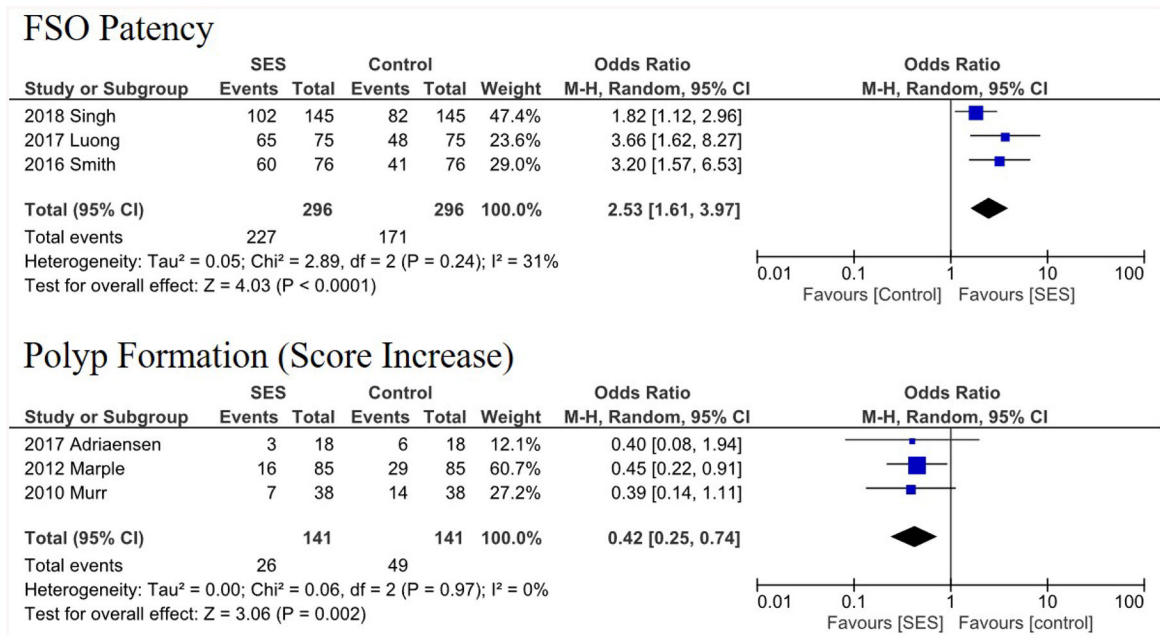 FSO Patency
SES Control Odds Ratio Odds Ratio
Study or Subgroup Events Total Events Total Weight M-H, Random, 95% CI M-H, Random, 95% CI
2018 Singh 102 145 82 145 47.4% 1.82 [1.12, 2.96]
2017 Luong 65 75 48 75 23.6% 3.66 [1.62, 8.27]
2016 Smith 60 76 41 76 29.0% 3.20 [1.57, 6.53]
Total (95% CI) 296 296 100.0% 2.53 [1.61, 3.97]
Total events 227 171
Heterogeneity: Tau² = 0.05; Chi² = 2.89, df = 2 (P = 0.24); I² = 31%
Test for overall effect: Z = 4.03 (P < 0.0001)
0.01 0.1 1 10 100
Favours [Control] Favours [SES]
Polyp Formation (Score Increase)
SES Control Odds Ratio Odds Ratio
Study or Subgroup Events Total Events Total Weight M-H, Random, 95% CI M-H, Random, 95% CI
2017 Adriaensen 3 18 6 18 12.1% 0.40 [0.08, 1.94]
2012 Marple 16 85 29 85 60.7% 0.45 [0.22, 0.91]
2010 Murr 7 38 14 38 27.2% 0.39 [0.14, 1.11]
Total (95% CI) 141 141 100.0% 0.42 [0.25, 0.74]
Total events 26 49
Heterogeneity: Tau² = 0.00; Chi² = 0.06, df = 2 (P = 0.97); I² = 0%
Test for overall effect: Z = 3.06 (P = 0.002)
0.01 0.1 1 10 100
Favours [SES] Favours [control]